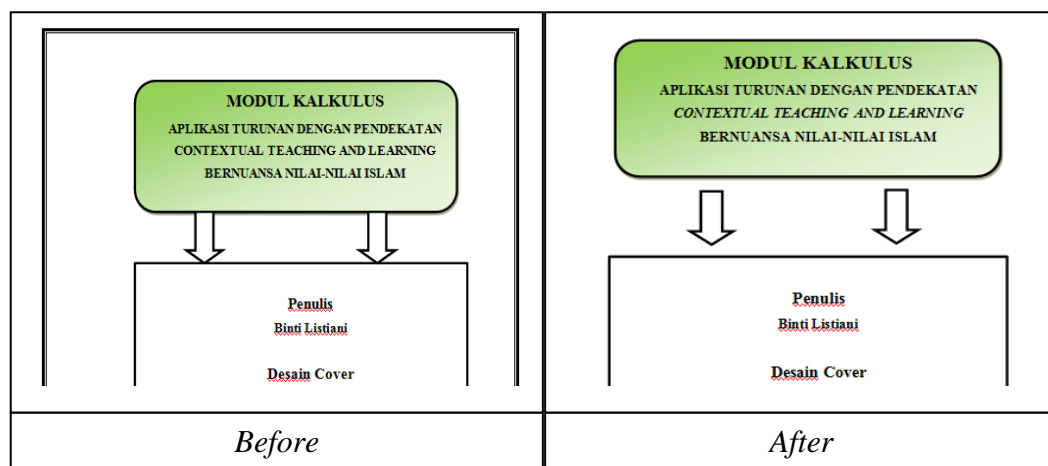 MODUL KALKULUS
APLIKASI TURUNAN DENGAN PENDEKATAN
CONTEXTUAL TEACHING AND LEARNING
BERNUANSA NILAI-NILAI ISLAM
Penulis
Binti Listiani
Desain Cover
Before
MODUL KALKULUS
APLIKASI TURUNAN DENGAN PENDEKATAN
CONTEXTUAL TEACHING AND LEARNING
BERNUANSA NILAI-NILAI ISLAM
Penulis
Binti Listiani
Desain Cover
After